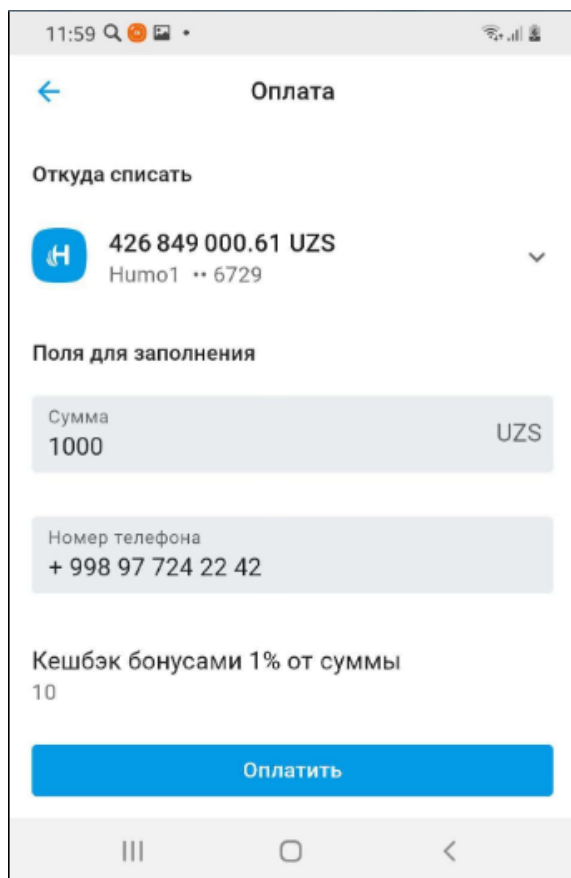 11:59
Оплата
Откуда списать
426 849 000.61 UZS
Humo1 •• 6729
Поля для заполнения
Сумма
1000 UZS
Номер телефона
+ 998 97 724 22 42
Кешбэк бонусами 1% от суммы
10
Оплатить